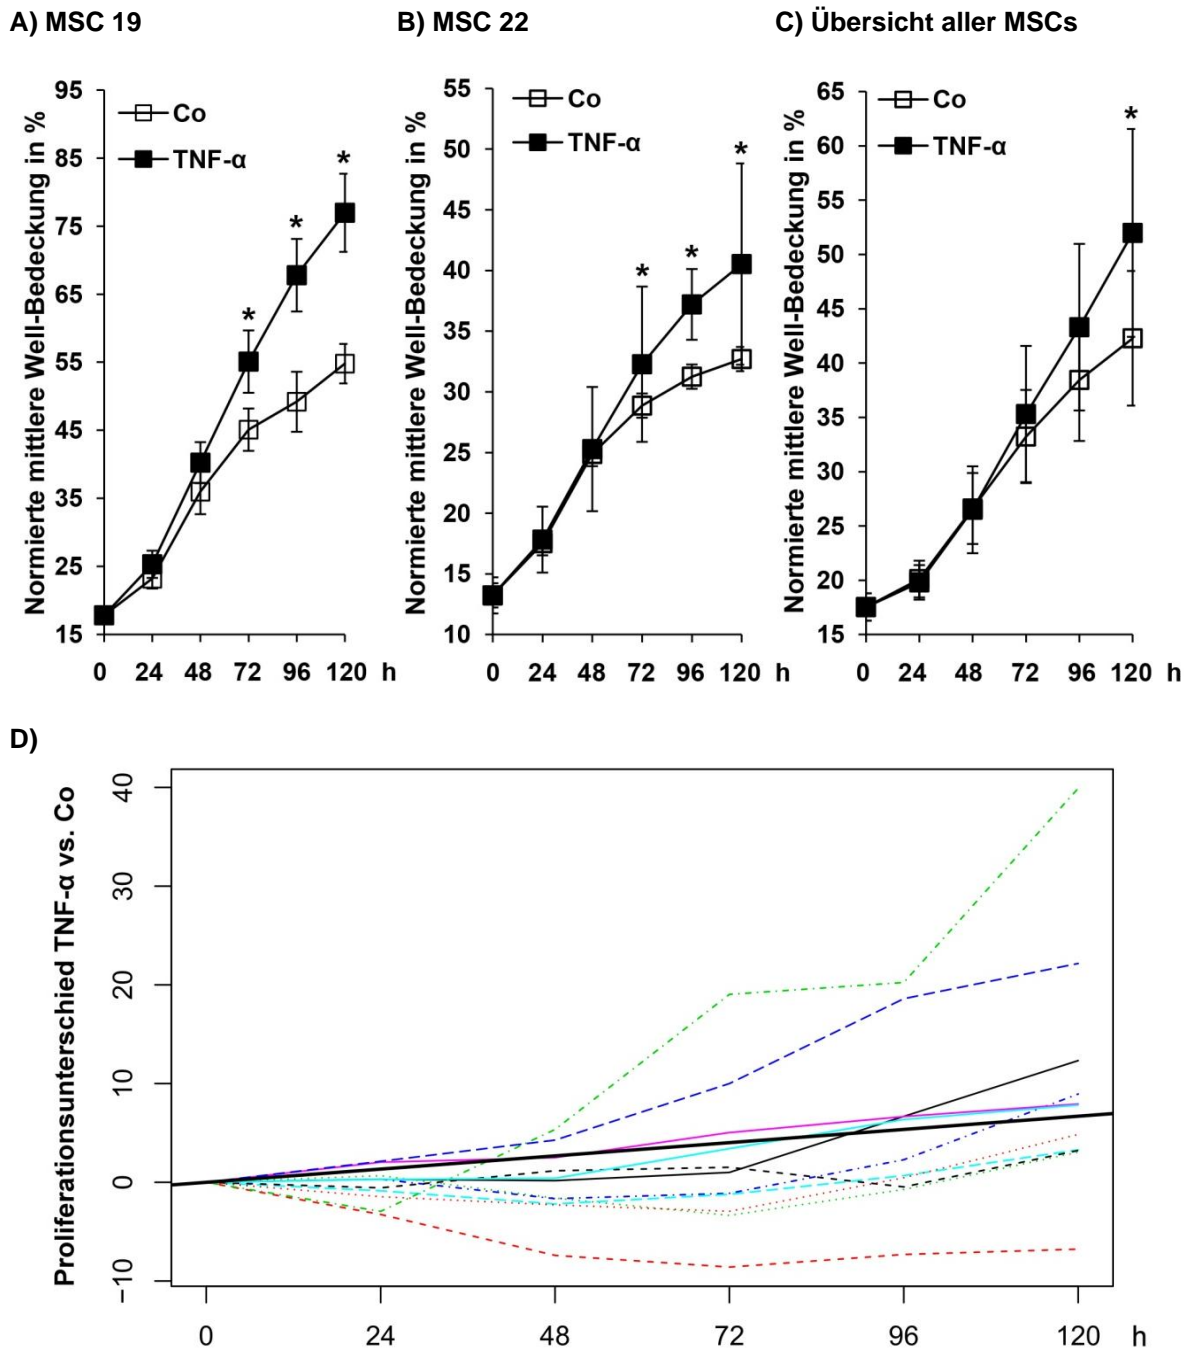 A) MSC 19
Normierte mittlere Well-Bedeckung in %
95
85
75
65
55
45
35
25
15
Co
TNF-α
*
*
*
0 24 48 72 96 120 h
B) MSC 22
Normierte mittlere Well-Bedeckung in %
55
50
45
40
35
30
25
20
15
10
Co
TNF-α
*
*
*
0 24 48 72 96 120 h
C) Übersicht aller MSCs
Normierte mittlere Well-Bedeckung in %
65
60
55
50
45
40
35
30
25
20
15
Co
TNF-α
*
0 24 48 72 96 120 h
D)
Proliferationsunterschied TNF-α vs. Co
40
30
20
10
0
−10
0 24 48 72 96 120 h